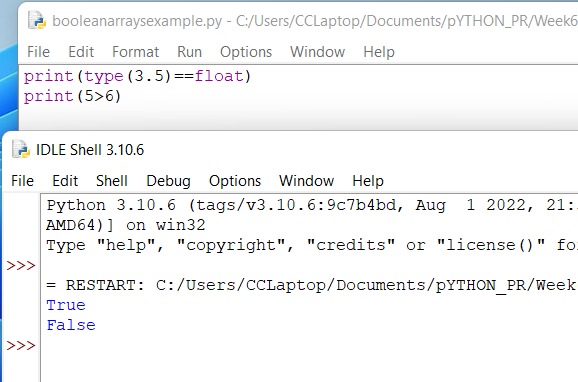 booleanarraysexample.py - C:/Users/CCLaptop/Documents/pYTHON_PR/Week6
File Edit Format Run Options Window Help
print(type(3.5)==float)
print(5>6)
IDLE Shell 3.10.6
File Edit Shell Debug Options Window Help
Python 3.10.6 (tags/v3.10.6:9c7b4bd, Aug  1 2022, 21:
AMD64)] on win32
Type "help", "copyright", "credits" or "license()" fo
>>>
= RESTART: C:/Users/CCLaptop/Documents/pYTHON_PR/Week
True
False
>>>